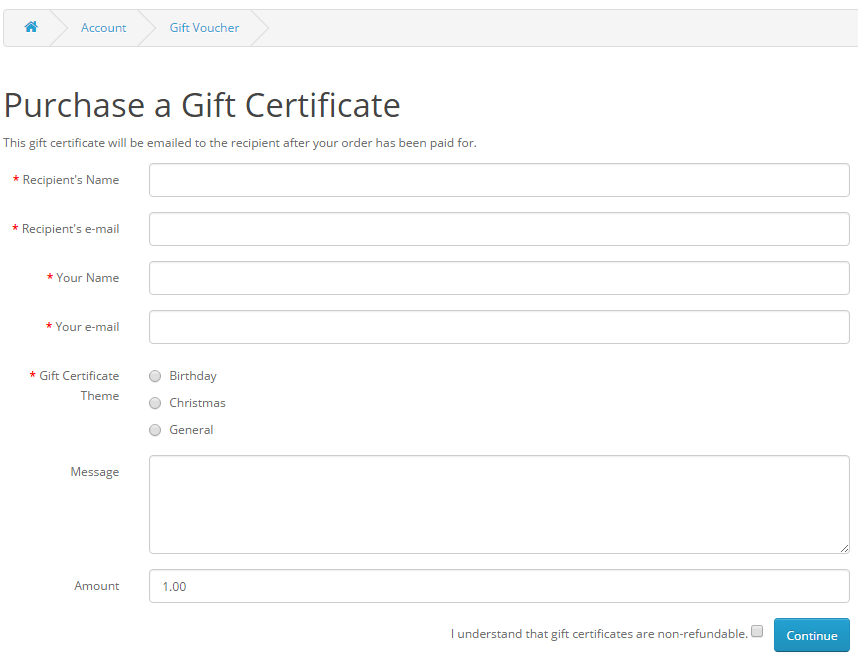 Account
Gift Voucher
Purchase a Gift Certificate
This gift certificate will be emailed to the recipient after your order has been paid for.
* Recipient's Name
* Recipient's e-mail
* Your Name
* Your e-mail
* Gift Certificate
Theme
Birthday
Christmas
General
Message
Amount
1.00
I understand that gift certificates are non-refundable.
Continue